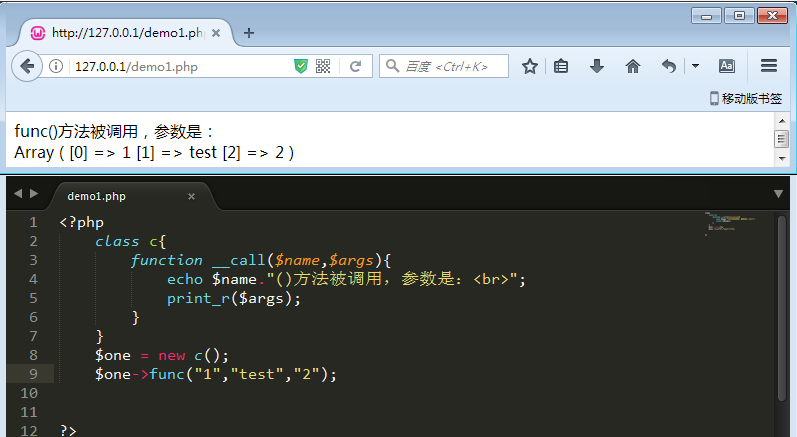 http://127.0.0.1/demo1.php
127.0.0.1/demo1.php
百度 <Ctrl+K>
Aa
移动版书签
func()方法被调用，参数是：
Array ( [0] => 1 [1] => test [2] => 2 )
demo1.php
1 <?php
2 class c{
3 function __call($name,$args){
4 echo $name."()方法被调用，参数是：<br>";
5 print_r($args);
6 }
7 }
8 $one = new c();
9 $one->func("1","test","2");
10
11
12 ?>